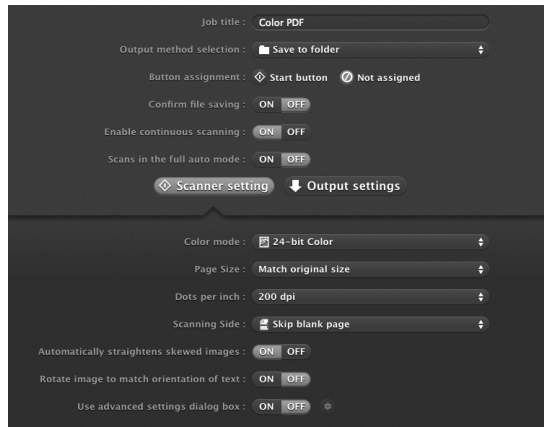 Job title : Color PDF
Output method selection : Save to folder
Button assignment : Start button Not assigned
Confirm file saving : ON OFF
Enable continuous scanning : ON OFF
Scans in the full auto mode : ON OFF
Scanner setting Output settings
Color mode : 24-bit Color
Page Size : Match original size
Dots per inch : 200 dpi
Scanning Side : Skip blank page
Automatically straightens skewed images : ON OFF
Rotate image to match orientation of text : ON OFF
Use advanced settings dialog box : ON OFF